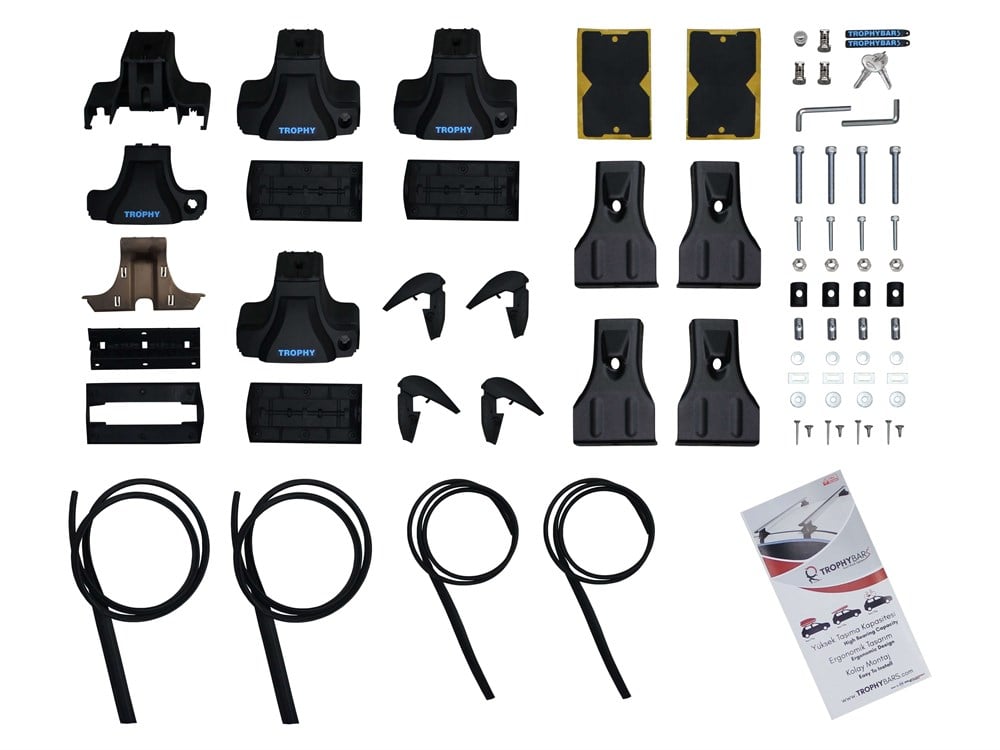 TROPHY
TROPHY
TROPHYBARS
TROPHYBARS
TROPHY
TROPHY
TROPHYBARS
Yüksek Taşıma Kapasitesi
High Bearing Capacity
Ergonomik Tasarım
Ergonomic Design
Kolay Montaj
Easy To Install
www.TROPHYBARS.com